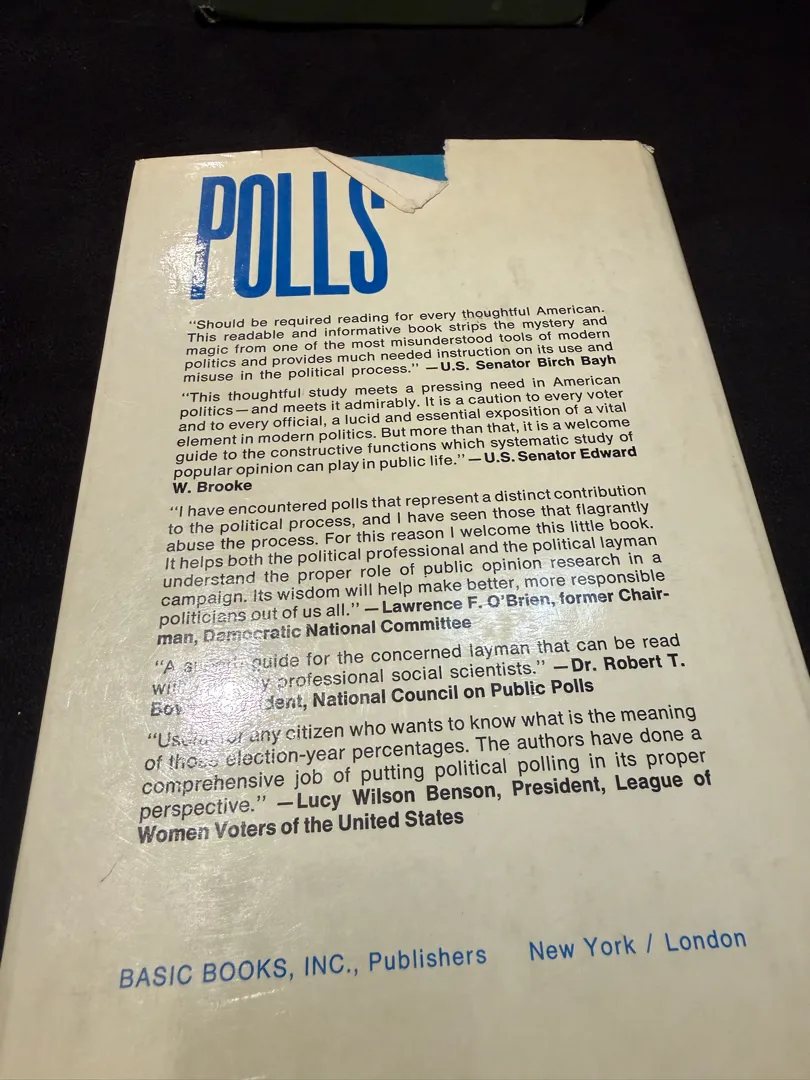 POLLS
“Should be required reading for every thoughtful American.
This readable and informative book strips the mystery and
magic from one of the most misunderstood tools of modern
politics and provides much needed instruction on its use and
misuse in the political process.” —U.S. Senator Birch Bayh
“This thoughtful study meets a pressing need in American
politics—and meets it admirably. It is a caution to every voter
and to every official, a lucid and essential exposition of a vital
element in modern politics. But more than that, it is a welcome
guide to the constructive functions which systematic study of
popular opinion can play in public life.” —U.S. Senator Edward
W. Brooke
“I have encountered polls that represent a distinct contribution
to the political process, and I have seen those that flagrantly
abuse the process. For this reason I welcome this little book.
It helps both the political professional and the political layman
understand the proper role of public opinion research in a
campaign. Its wisdom will help make better, more responsible
politicians out of us all.” —Lawrence F. O’Brien, former Chair-
man, Democratic National Committee
“A guide for the concerned layman that can be read
professional social scientists.” —Dr. Robert T.
National Council on Public Polls
“Useful for any citizen who wants to know what is the meaning
of those election-year percentages. The authors have done a
comprehensive job of putting political polling in its proper
perspective.” —Lucy Wilson Benson, President, League of
Women Voters of the United States
BASIC BOOKS, INC., Publishers New York / London